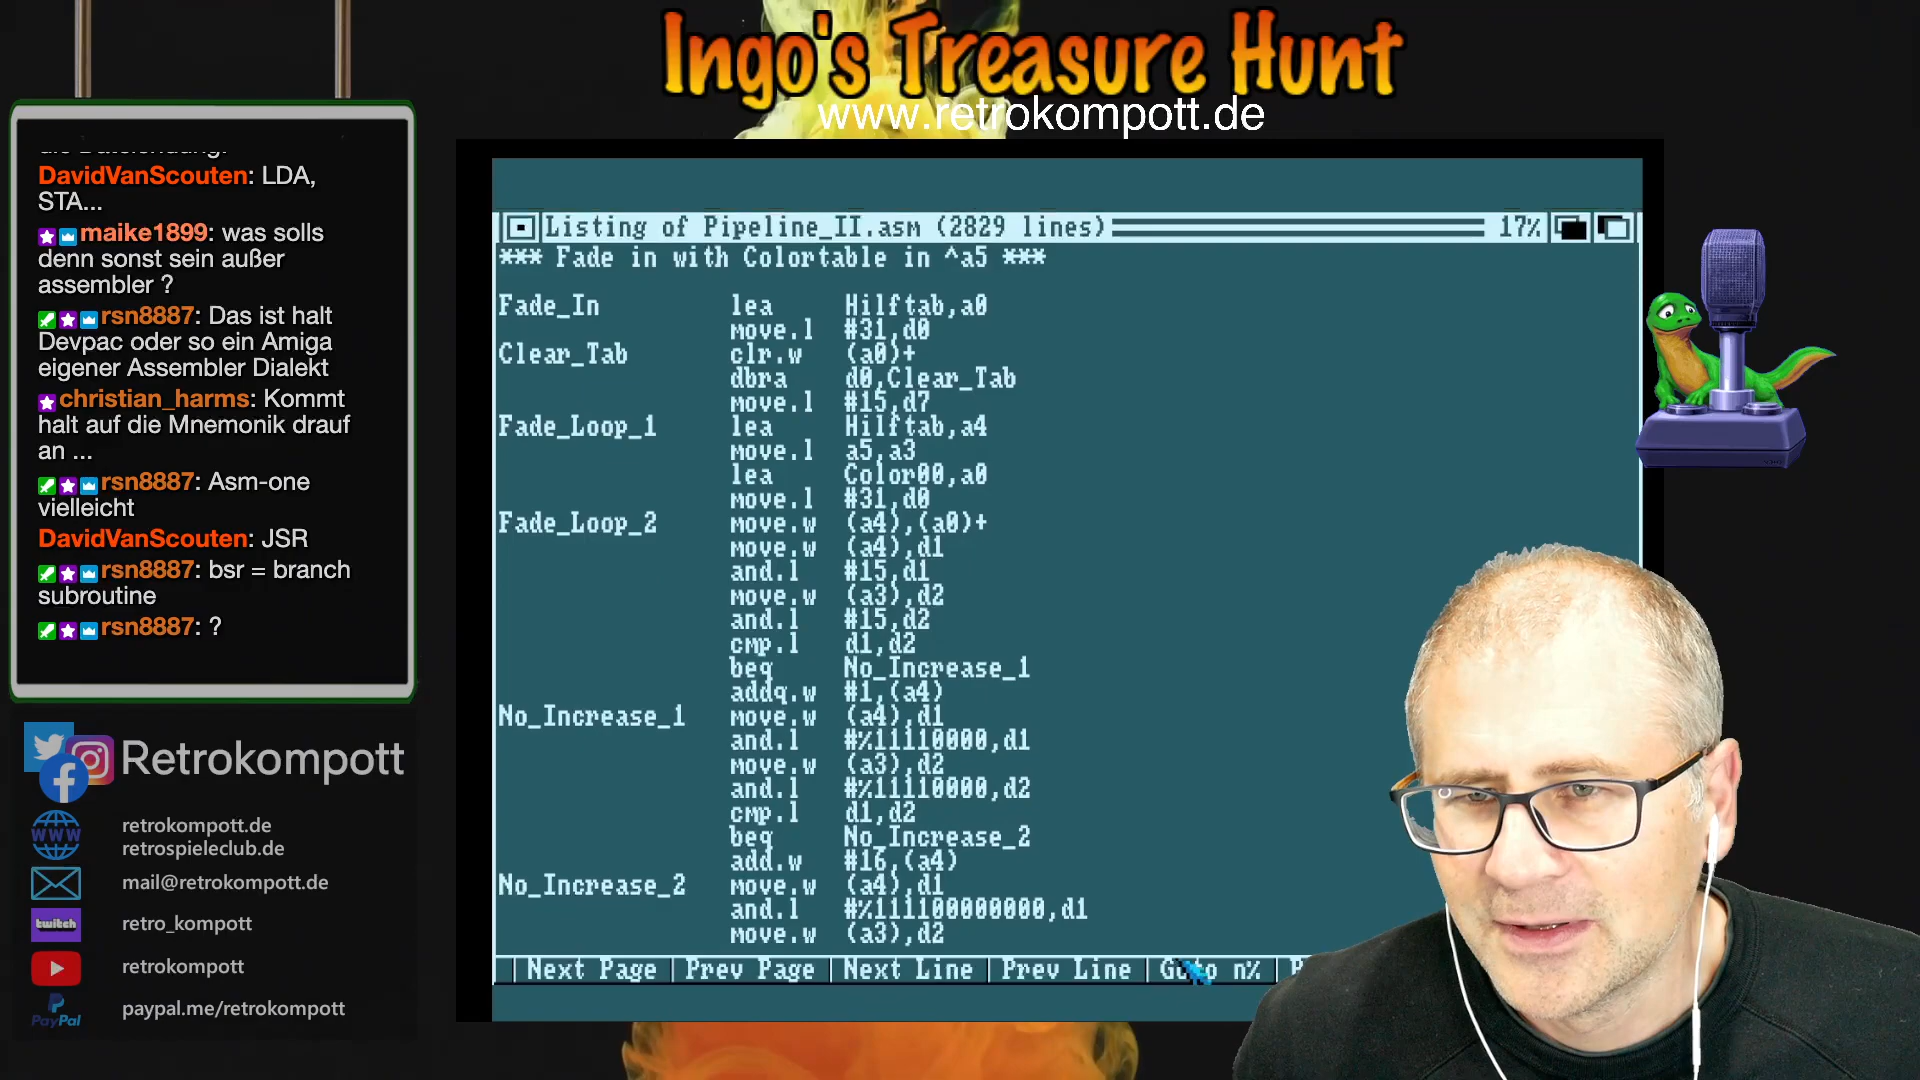 Ingo's Treasure Hunt
www.retrokompott.de
die Dateiendung.
DavidVanScouten: LDA,
STA...
maike1899: was solls
denn sonst sein außer
assembler ?
rsn8887: Das ist halt
Devpac oder so ein Amiga
eigener Assembler Dialekt
christian_harms: Kommt
halt auf die Mnemonik drauf
an ...
rsn8887: Asm-one
vielleicht
DavidVanScouten: JSR
rsn8887: bsr = branch
subroutine
rsn8887: ?
Retrokompott
www
retrokompott.de
retrospieleclub.de
mail@retrokompott.de
twitch
retro_kompott
retrokompott
PayPal
paypal.me/retrokompott
Listing of Pipeline_II.asm (2829 lines) 17%
*** Fade in with Colortable in ^a5 ***
Fade_In lea Hilftab,a0
move.l #31,d0
Clear_Tab clr.w (a0)+
dbra d0,Clear_Tab
move.l #15,d7
Fade_Loop_1 lea Hilftab,a4
move.l a5,a3
lea Color00,a0
move.l #31,d0
Fade_Loop_2 move.w (a4),(a0)+
move.w (a4),d1
and.l #15,d1
move.w (a3),d2
and.l #15,d2
cmp.l d1,d2
beq No_Increase_1
addq.w #1,(a4)
No_Increase_1 move.w (a4),d1
and.l #%11110000,d1
move.w (a3),d2
and.l #%11110000,d2
cmp.l d1,d2
beq No_Increase_2
add.w #16,(a4)
No_Increase_2 move.w (a4),d1
and.l #%111100000000,d1
move.w (a3),d2
Next Page Prev Page Next Line Prev Line Goto n%